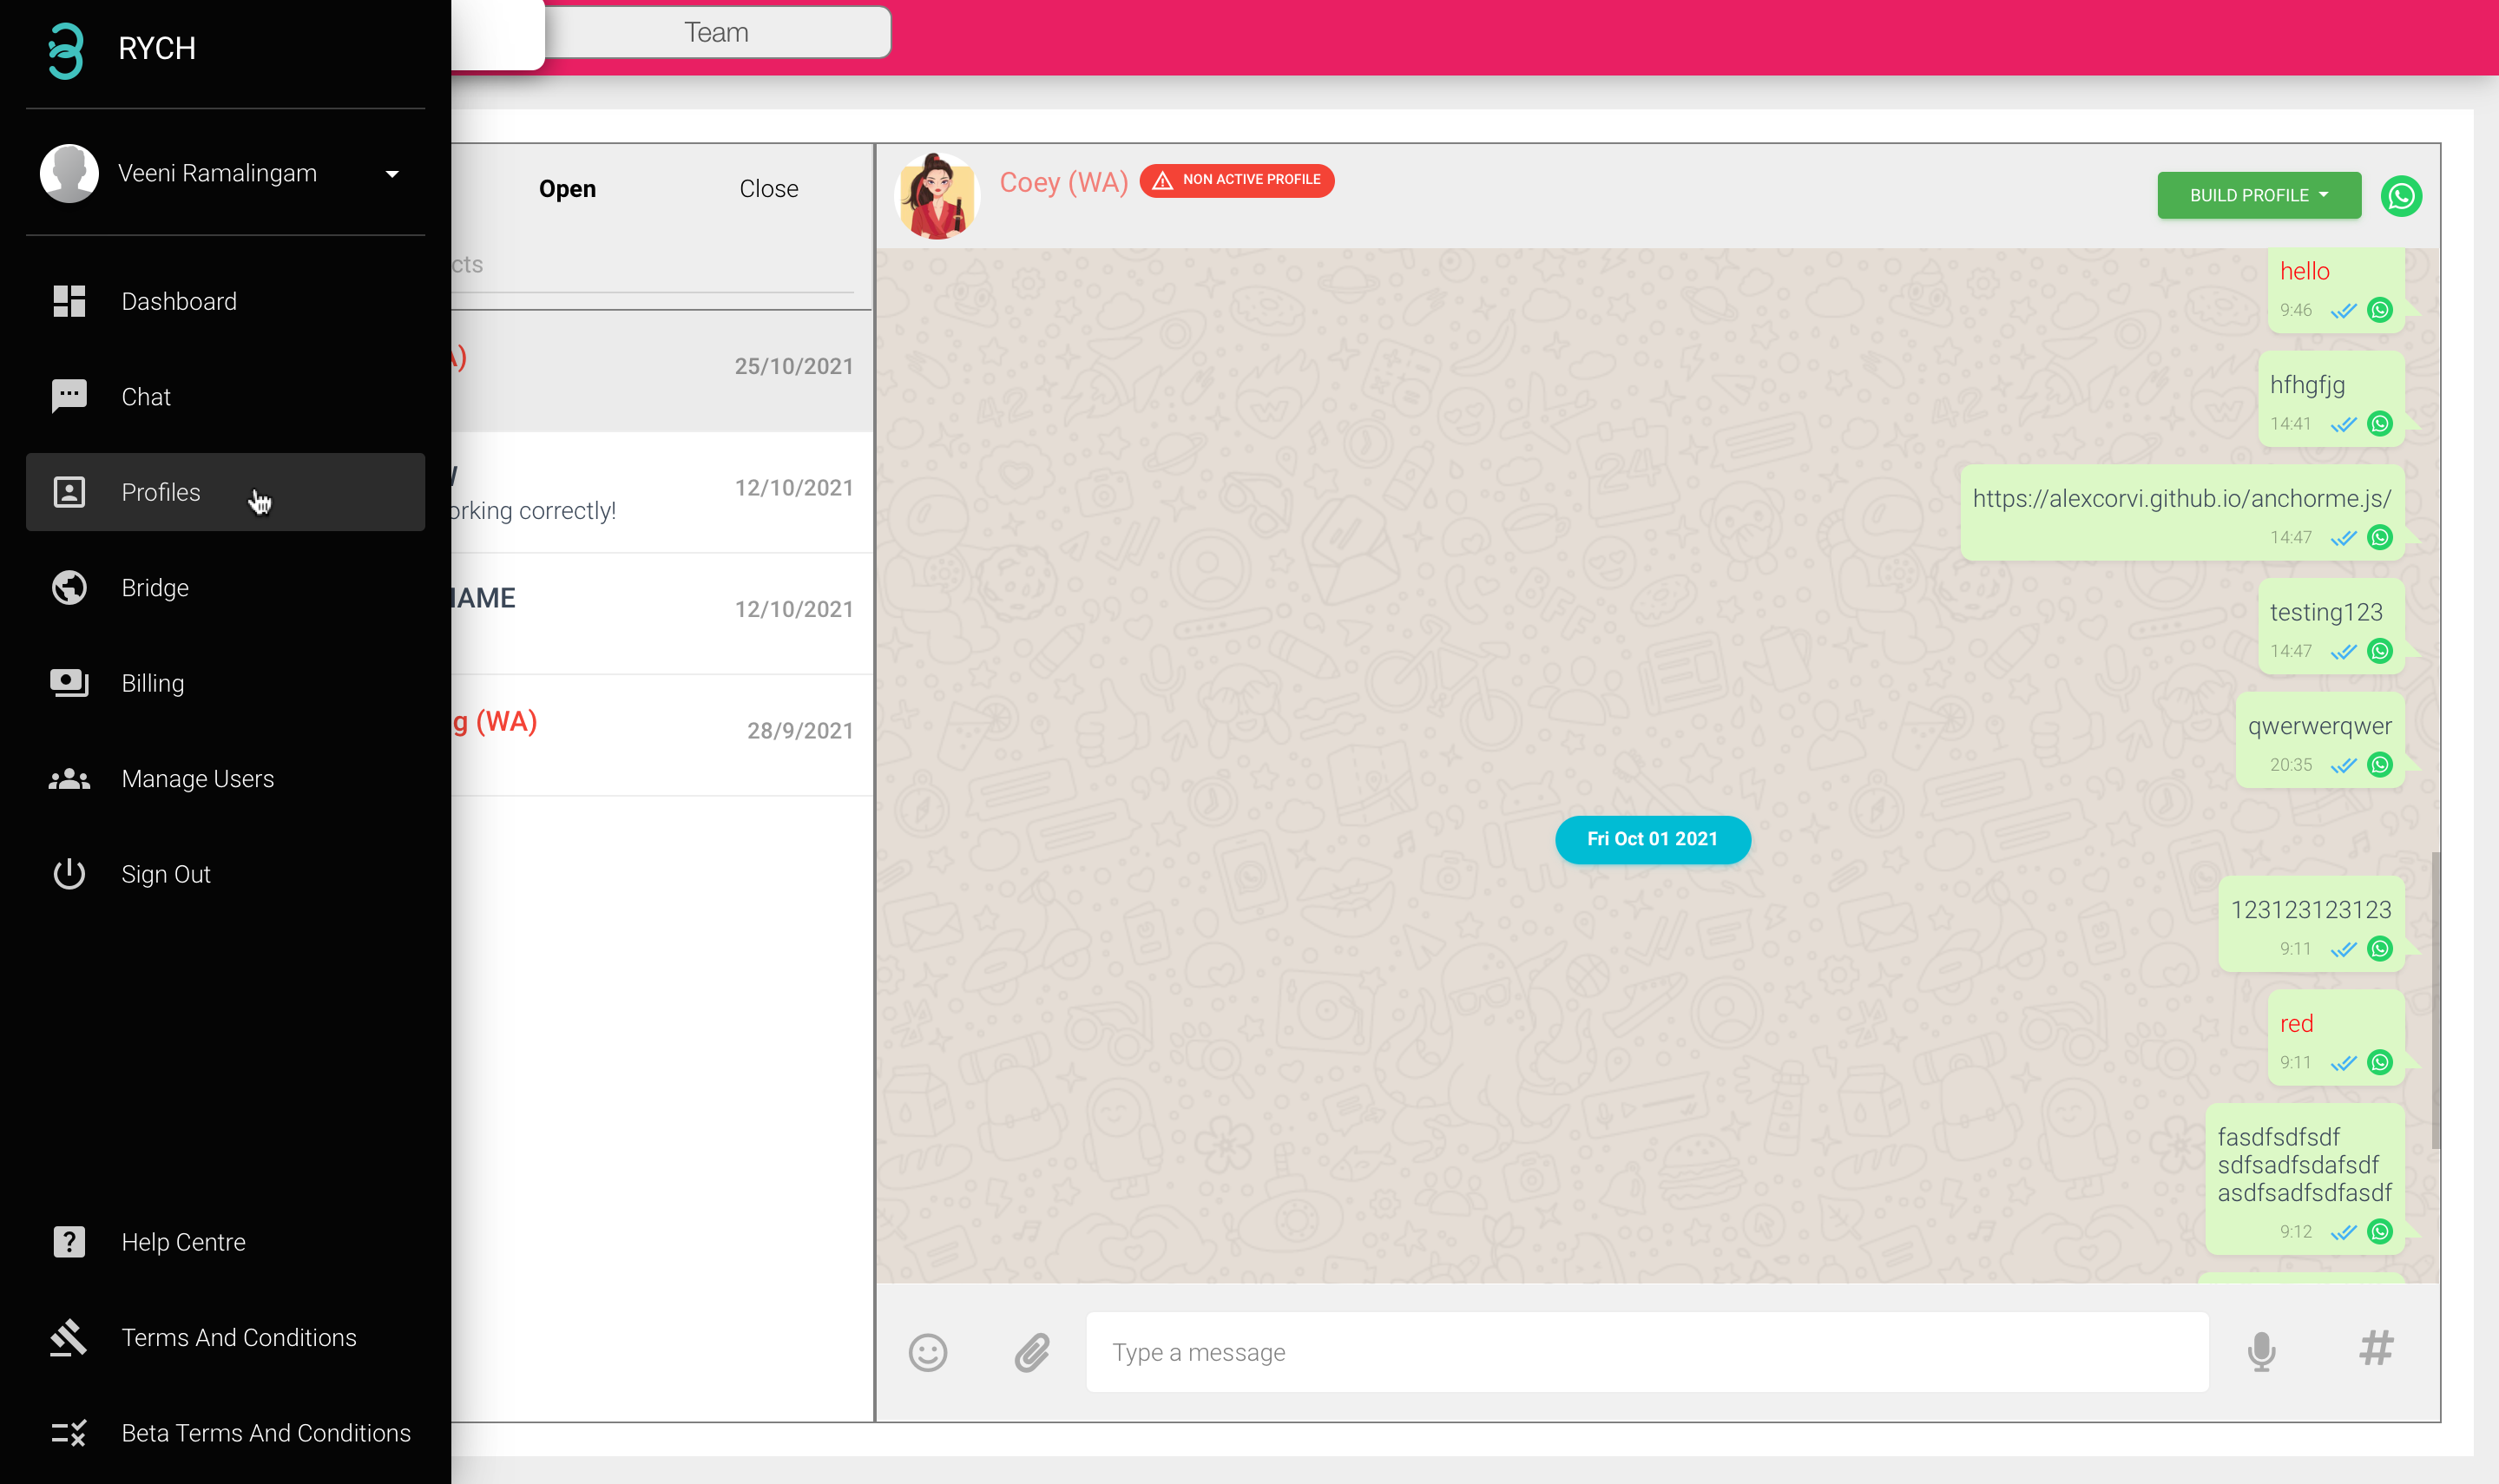 RYCH
Veeni Ramalingam
Dashboard
Chat
Profiles
Bridge
Billing
Manage Users
Sign Out
Help Centre
Terms And Conditions
Beta Terms And Conditions
Team
Open
Close
cts
A)
25/10/2021
12/10/2021
orking correctly!
AME
12/10/2021
g (WA)
28/9/2021
Coey (WA)
NON ACTIVE PROFILE
BUILD PROFILE
hello
9:46
hfhgfjg
14:41
https://alexcorvi.github.io/anchorme.js/
14:47
testing123
14:47
qwerwerqwer
20:35
Fri Oct 01 2021
123123123123
9:11
red
9:11
fasdfsdfsdf
sdfsadfsdafsdf
asdfsadfsdfasdf
9:12
Type a message
#